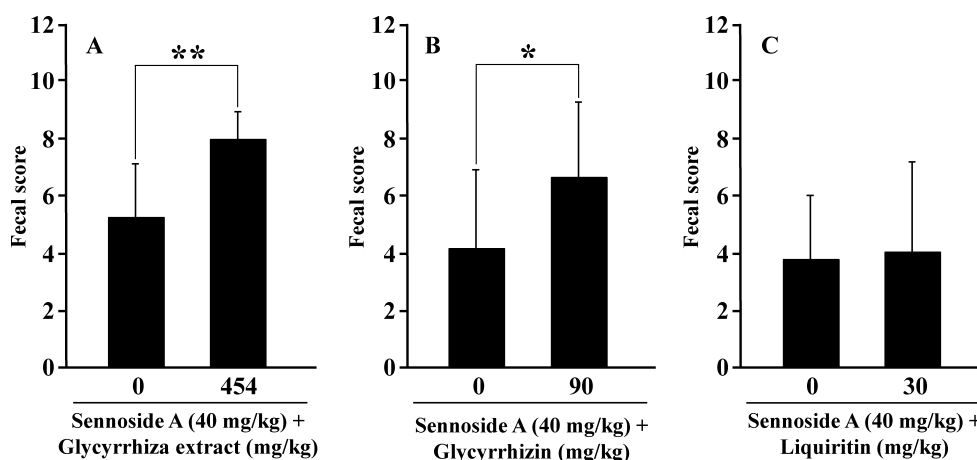 A
**
Fecal score
12
10
8
6
4
2
0
0
454
Sennoside A (40 mg/kg) +
Glycyrrhiza extract (mg/kg)
B
*
Fecal score
12
10
8
6
4
2
0
0
90
Sennoside A (40 mg/kg) +
Glycyrrhizin (mg/kg)
C
Fecal score
12
10
8
6
4
2
0
0
30
Sennoside A (40 mg/kg) +
Liquiritin (mg/kg)